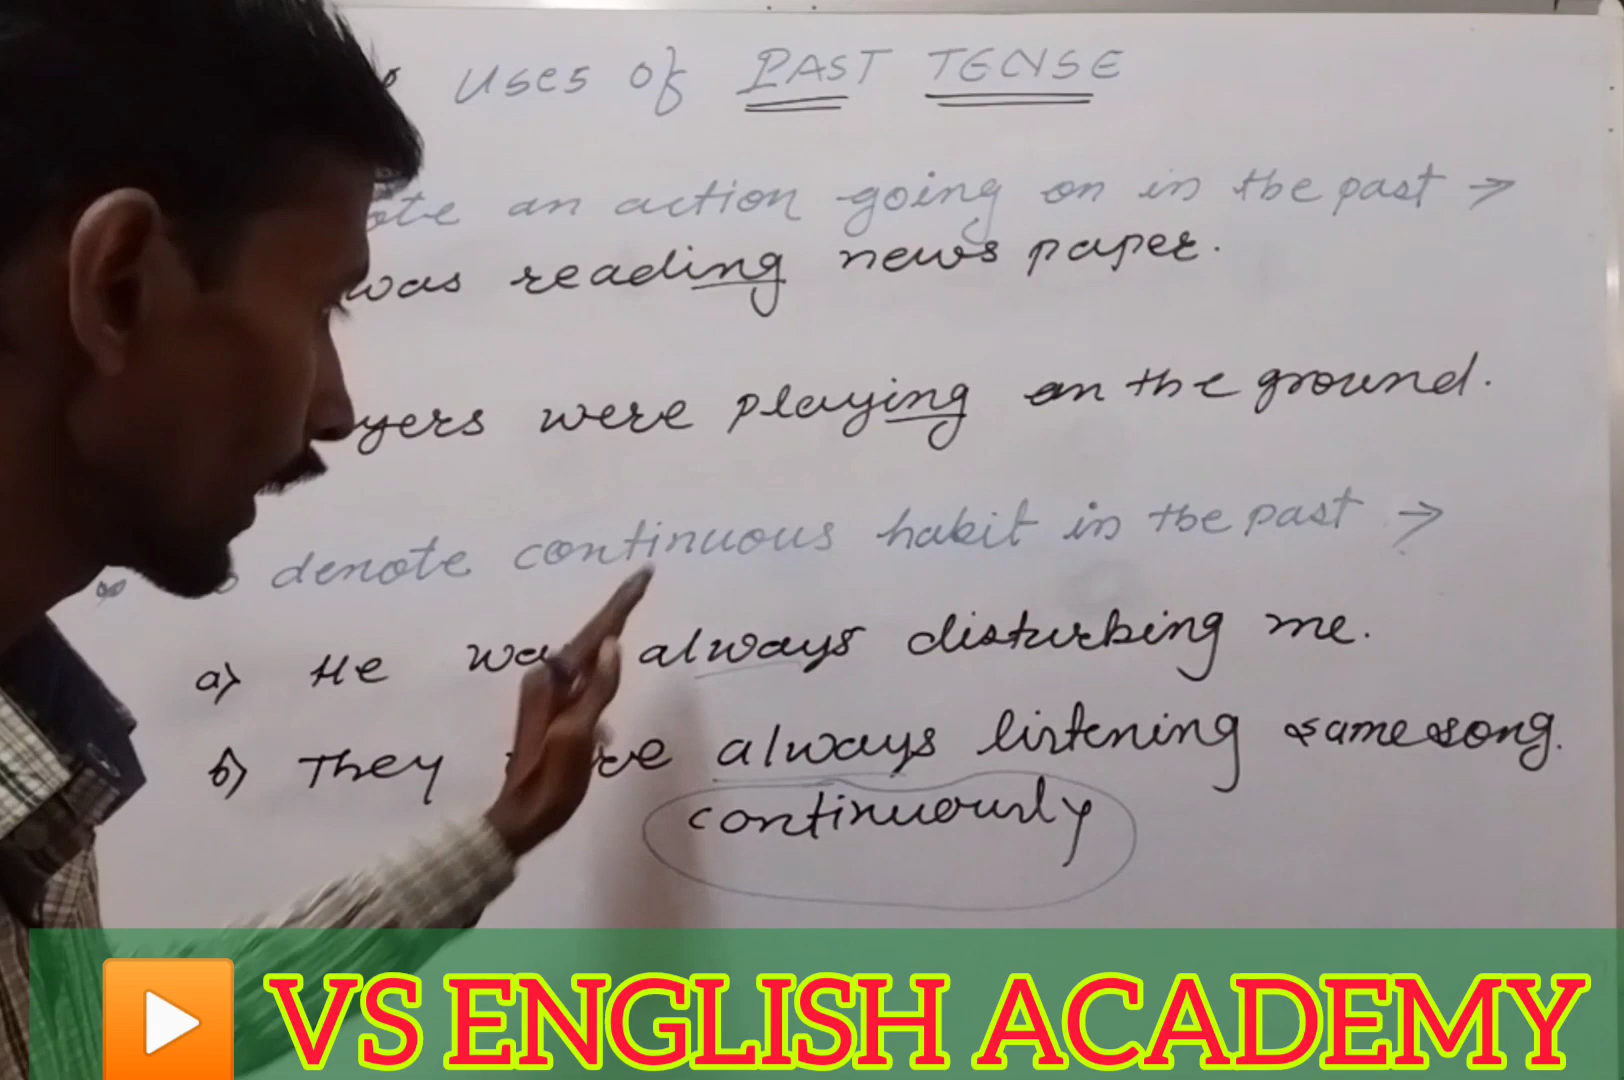 Uses of PAST TENSE
an action going on in the past →
was reading news paper.
were playing on the ground.
denote continuous habit in the past →
a) He always disturbing me.
b) They always listening same song.
continuously
VS ENGLISH ACADEMY